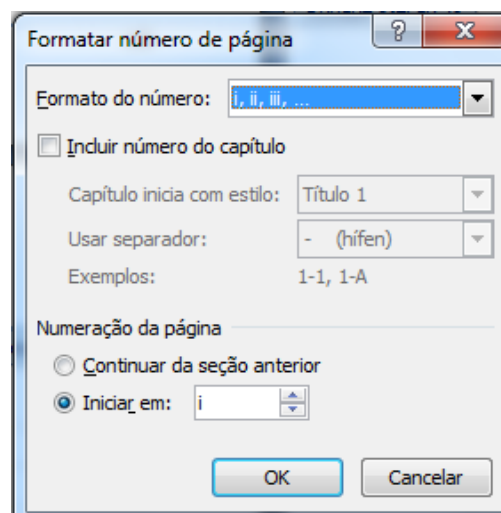 Formatar número de página
Formato do número: i, ii, iii, ...
Incluir número do capítulo
Capítulo inicia com estilo: Título 1
Usar separador: - (hífen)
Exemplos: 1-1, 1-A
Numeração da página
Continuar da seção anterior
Iniciar em: i
OK Cancelar